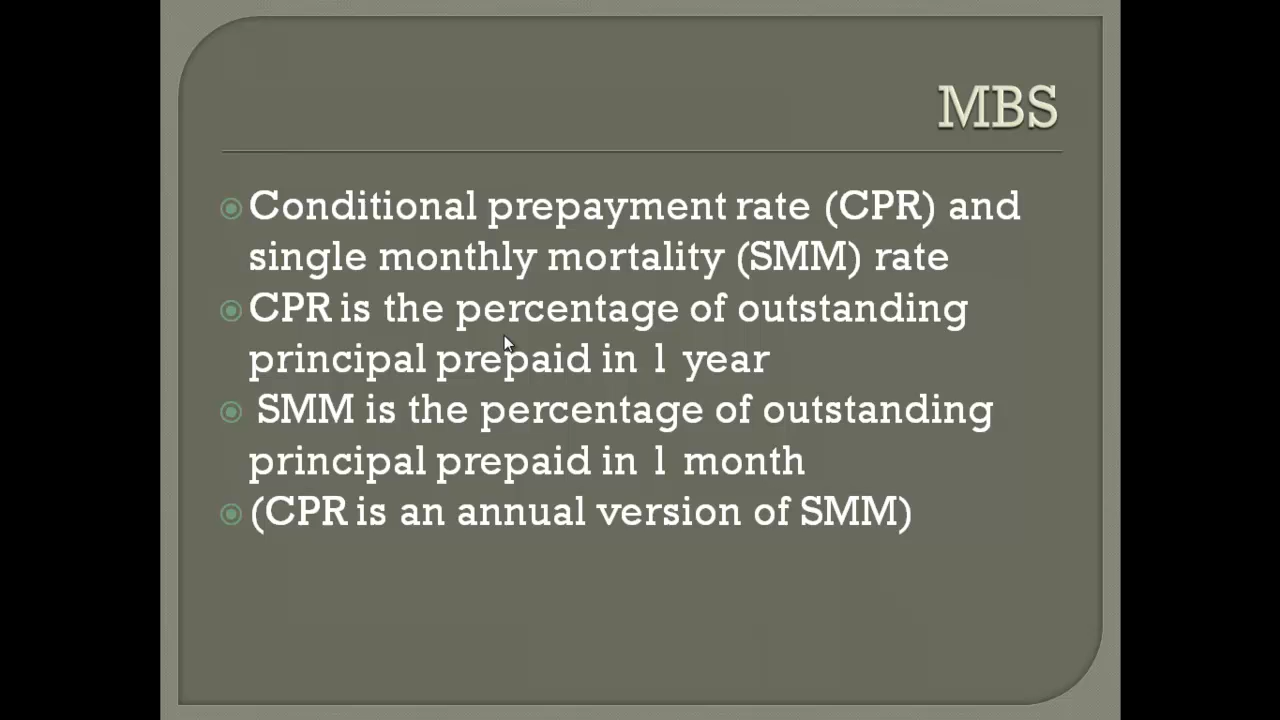 MBS
Conditional prepayment rate (CPR) and
single monthly mortality (SMM) rate
CPR is the percentage of outstanding
principal prepaid in 1 year
SMM is the percentage of outstanding
principal prepaid in 1 month
(CPR is an annual version of SMM)